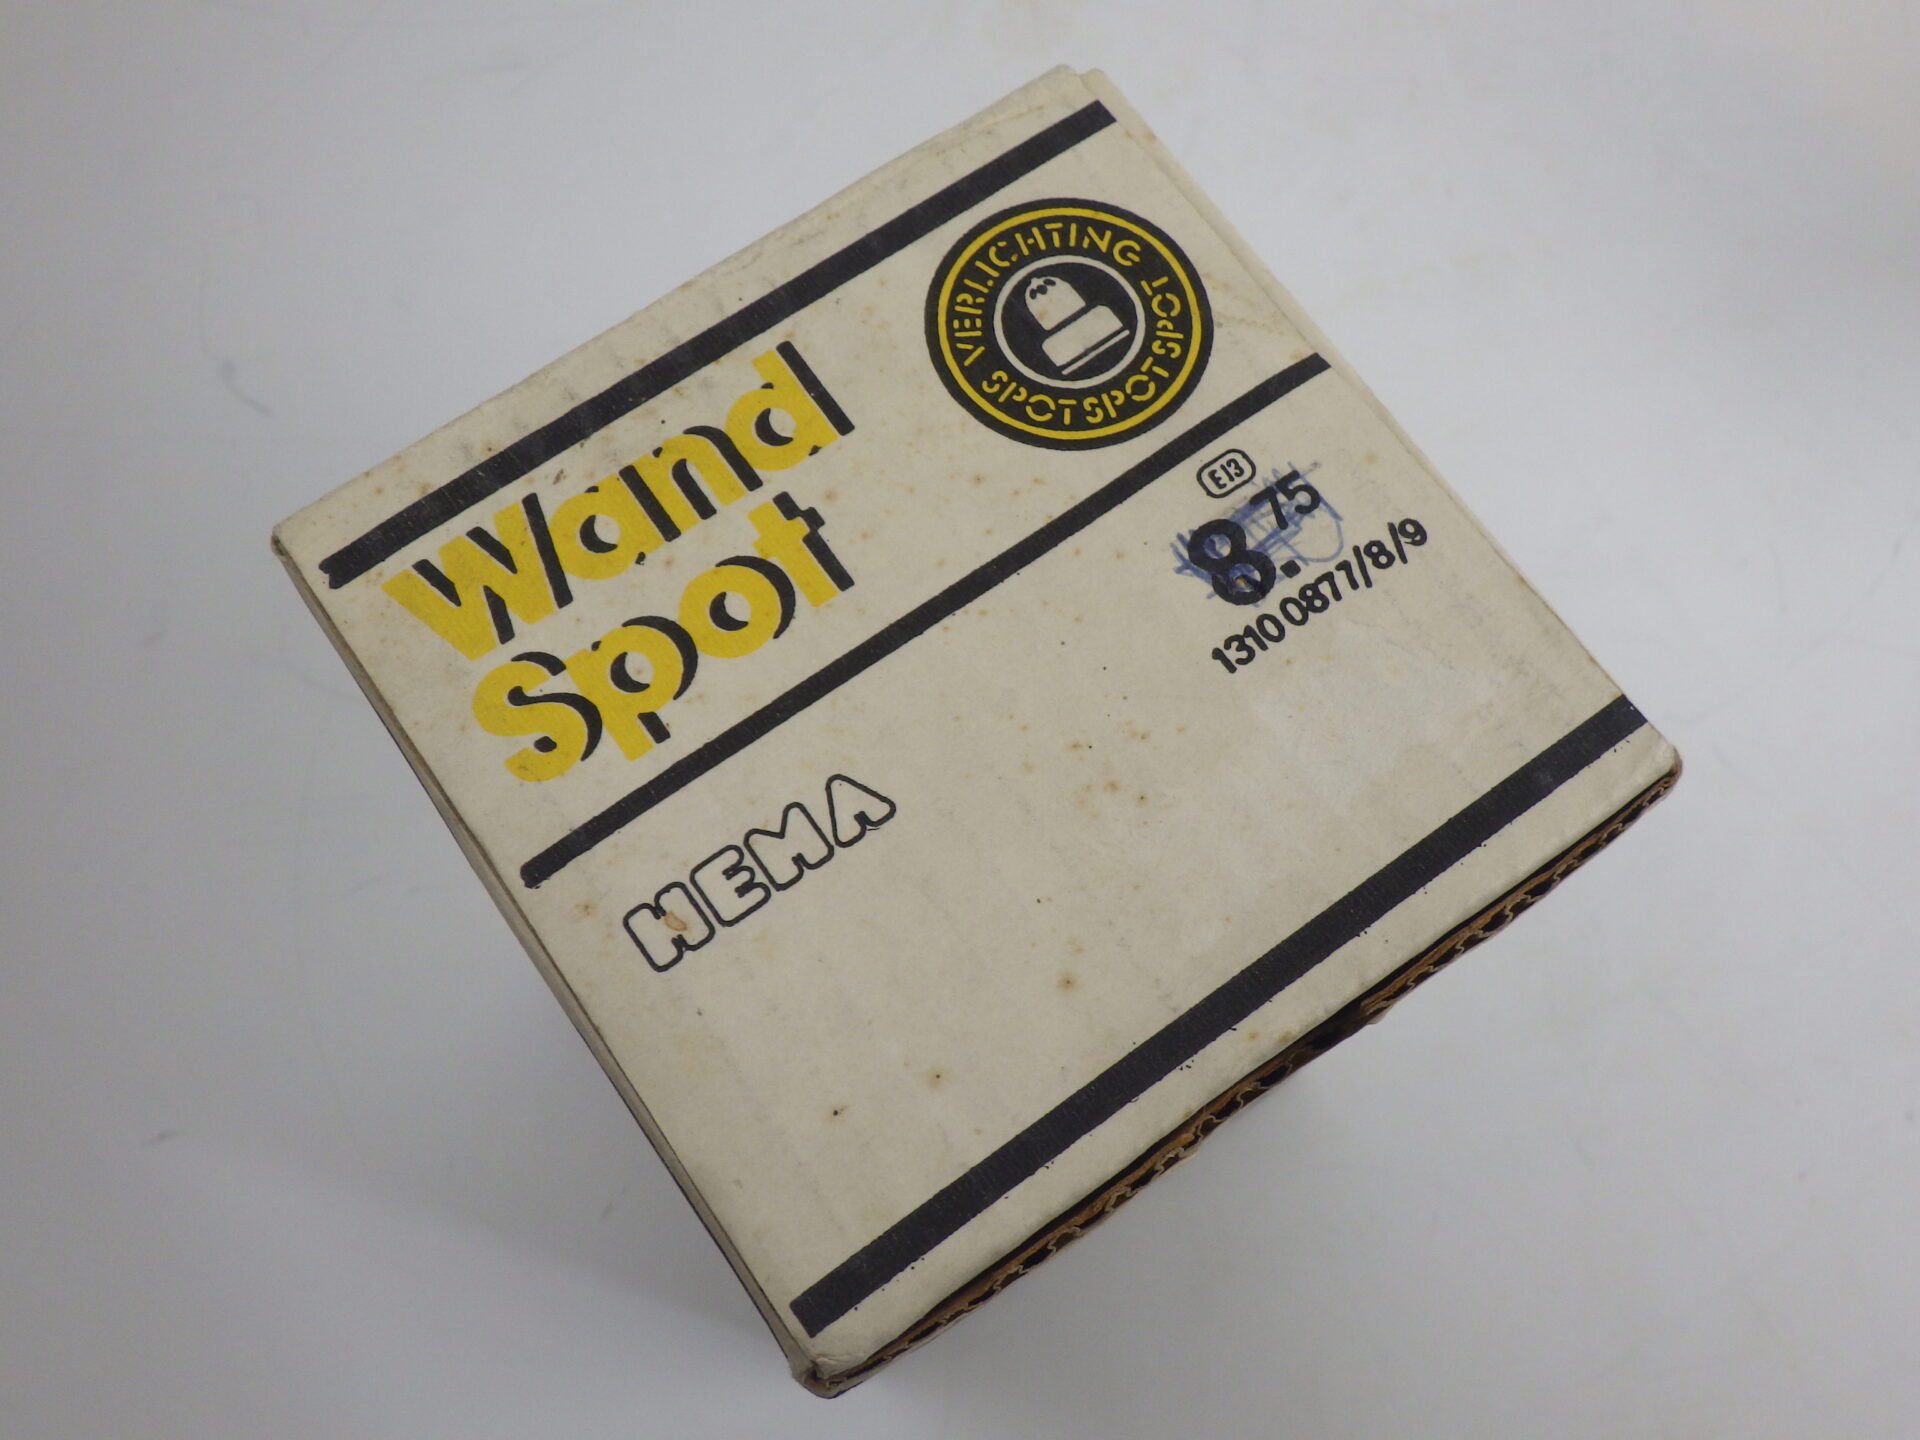 Wand
spot
VERLICHTING SPOTSPOTSPOT
E13
8.75
1310 0877/8/9
HEMA